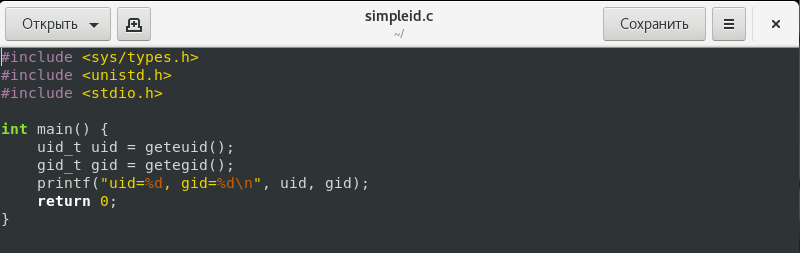 Открыть
simpleid.c
~/
Сохранить
#include <sys/types.h>
#include <unistd.h>
#include <stdio.h>
int main() {
    uid_t uid = geteuid();
    gid_t gid = getegid();
    printf("uid=%d, gid=%d\n", uid, gid);
    return 0;
}